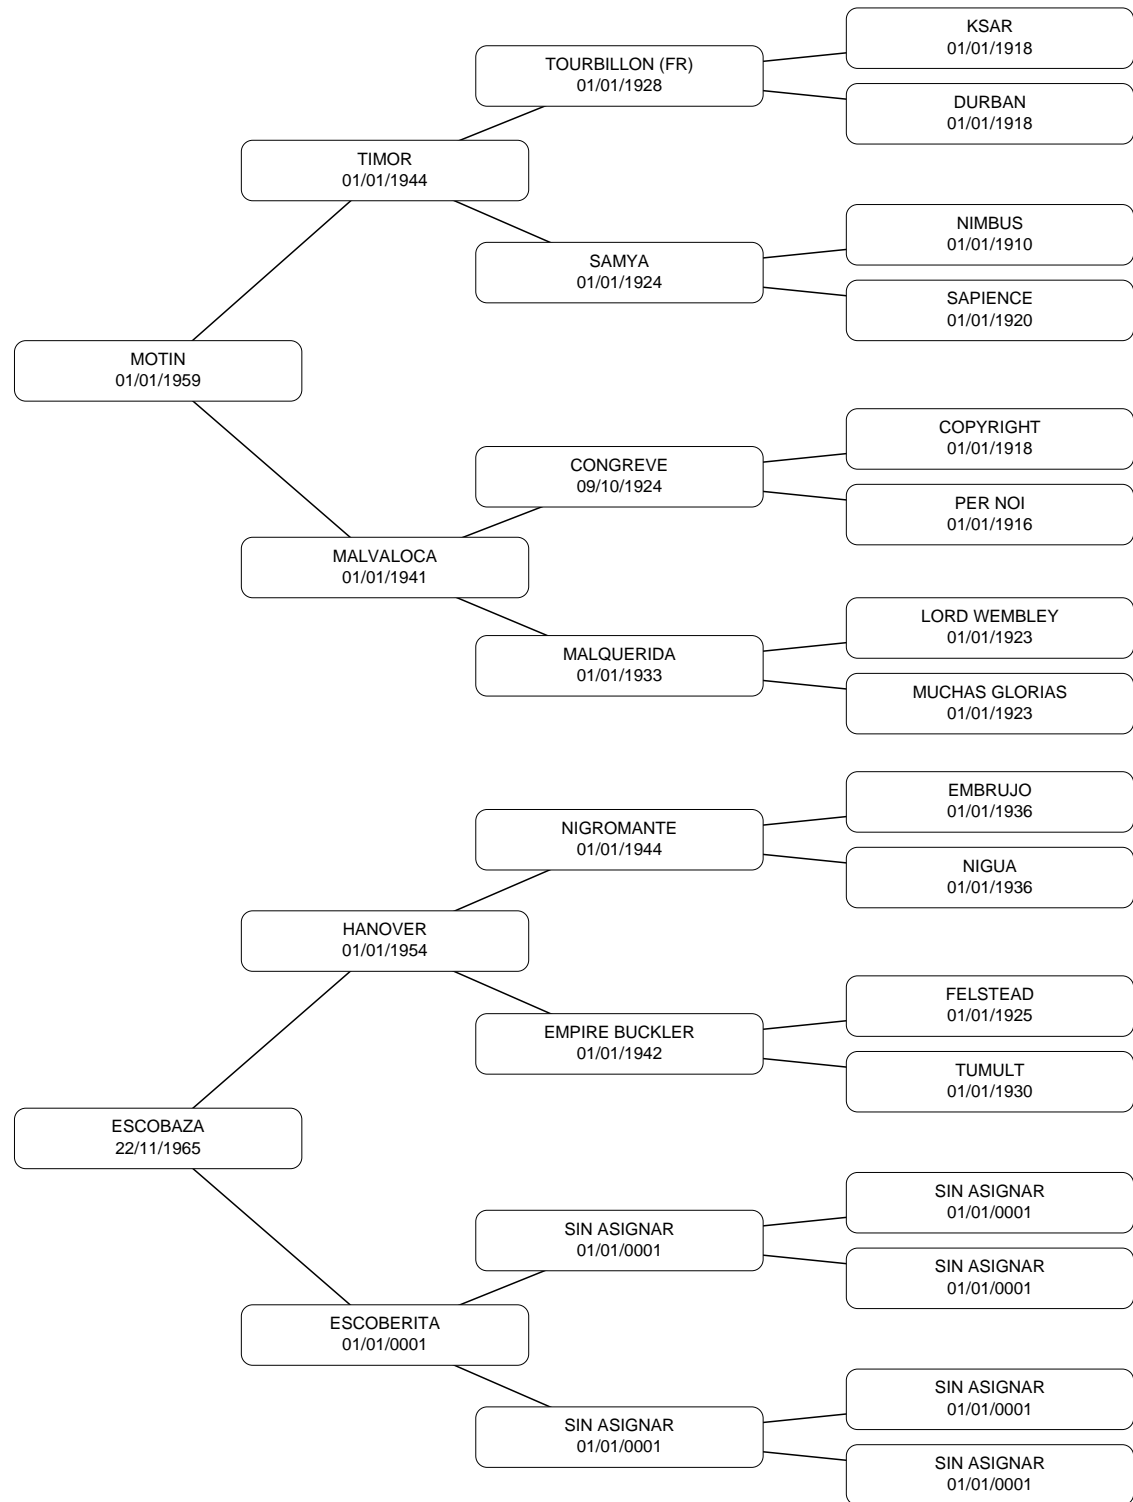 KSAR
01/01/1918
TOURBILLON (FR)
01/01/1928
DURBAN
01/01/1918
TIMOR
01/01/1944
NIMBUS
01/01/1910
SAMYA
01/01/1924
SAPIENCE
01/01/1920
MOTIN
01/01/1959
COPYRIGHT
01/01/1918
CONGREVE
09/10/1924
PER NOI
01/01/1916
MALVALOCA
01/01/1941
LORD WEMBLEY
01/01/1923
MALQUERIDA
01/01/1933
MUCHAS GLORIAS
01/01/1923
EMBRUJO
01/01/1936
NIGROMANTE
01/01/1944
NIGUA
01/01/1936
HANOVER
01/01/1954
FELSTEAD
01/01/1925
EMPIRE BUCKLER
01/01/1942
TUMULT
01/01/1930
ESCOBAZA
22/11/1965
SIN ASIGNAR
01/01/0001
SIN ASIGNAR
01/01/0001
SIN ASIGNAR
01/01/0001
ESCOBERITA
01/01/0001
SIN ASIGNAR
01/01/0001
SIN ASIGNAR
01/01/0001
SIN ASIGNAR
01/01/0001